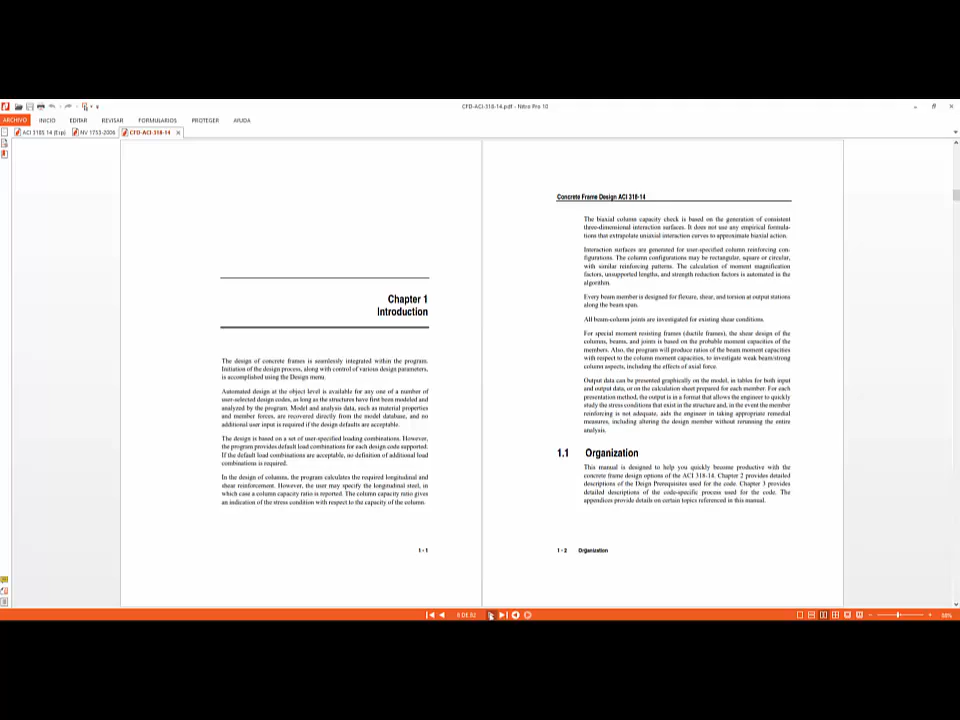 CFD-ACI-318-14.pdf - Nitro Pro 10
ARCHIVO INICIO EDITAR REVISAR FORMULARIOS PROTEGER AYUDA
ACI 318S 14 (Esp) NV 1753-2006 CFD-ACI-318-14
Chapter 1
Introduction
The design of concrete frames is seamlessly integrated within the program.
Initiation of the design process, along with control of various design parameters,
is accomplished using the Design menu.
Automated design at the object level is available for any one of a number of
user-selected design codes, as long as the structures have first been modeled and
analyzed by the program. Model and analysis data, such as material properties
and member forces, are recovered directly from the model database, and no
additional user input is required if the design defaults are acceptable.
The design is based on a set of user-specified loading combinations. However,
the program provides default load combinations for each design code supported.
If the default load combinations are acceptable, no definition of additional load
combinations is required.
In the design of columns, the program calculates the required longitudinal and
shear reinforcement. However, the user may specify the longitudinal steel, in
which case a column capacity ratio is reported. The column capacity ratio gives
an indication of the stress condition with respect to the capacity of the column.
1 - 1
Concrete Frame Design ACI 318-14
The biaxial column capacity check is based on the generation of consistent
three-dimensional interaction surfaces. It does not use any empirical formula-
tions that extrapolate uniaxial interaction curves to approximate biaxial action.
Interaction surfaces are generated for user-specified column reinforcing con-
figurations. The column configurations may be rectangular, square or circular,
with similar reinforcing patterns. The calculation of moment magnification
factors, unsupported lengths, and strength reduction factors is automated in the
algorithm.
Every beam member is designed for flexure, shear, and torsion at output stations
along the beam span.
All beam-column joints are investigated for existing shear conditions.
For special moment resisting frames (ductile frames), the shear design of the
columns, beams, and joints is based on the probable moment capacities of the
members. Also, the program will produce ratios of the beam moment capacities
with respect to the column moment capacities, to investigate weak beam/strong
column aspects, including the effects of axial force.
Output data can be presented graphically on the model, in tables for both input
and output data, or on the calculation sheet prepared for each member. For each
presentation method, the output is in a format that allows the engineer to quickly
study the stress conditions that exist in the structure and, in the event the member
reinforcing is not adequate, aids the engineer in taking appropriate remedial
measures, including altering the design member without rerunning the entire
analysis.
1.1 Organization
This manual is designed to help you quickly become productive with the
concrete frame design options of the ACI 318-14. Chapter 2 provides detailed
descriptions of the Deign Prerequisites used for the code. Chapter 3 provides
detailed descriptions of the code-specific process used for the code. The
appendices provide details on certain topics referenced in this manual.
1 - 2 Organization